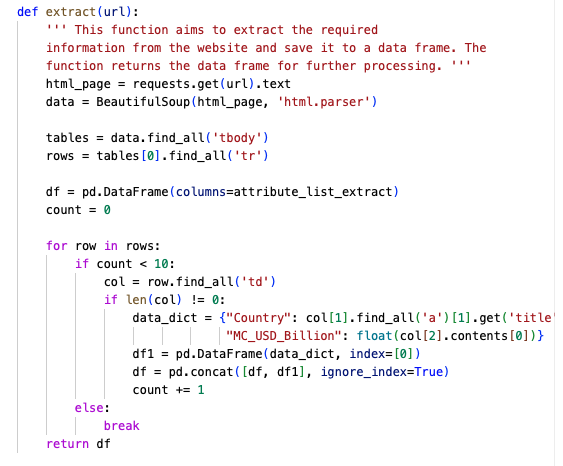 def extract(url):
    ''' This function aims to extract the required
    information from the website and save it to a data frame. The
    function returns the data frame for further processing. '''
    html_page = requests.get(url).text
    data = BeautifulSoup(html_page, 'html.parser')

    tables = data.find_all('tbody')
    rows = tables[0].find_all('tr')

    df = pd.DataFrame(columns=attribute_list_extract)
    count = 0

    for row in rows:
        if count < 10:
            col = row.find_all('td')
            if len(col) != 0:
                data_dict = {"Country": col[1].find_all('a')[1].get('title'
                             "MC_USD_Billion": float(col[2].contents[0])}
                df1 = pd.DataFrame(data_dict, index=[0])
                df = pd.concat([df, df1], ignore_index=True)
                count += 1
        else:
            break
    return df